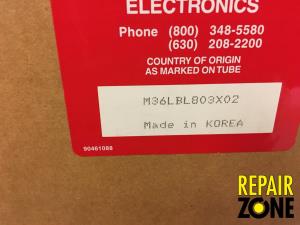 ELECTRONICS
Phone (800) 348-5580
(630) 208-2200
COUNTRY OF ORIGIN
AS MARKED ON TUBE
M36LBL803X02
Made in KOREA
90461088
REPAIR
ZONE